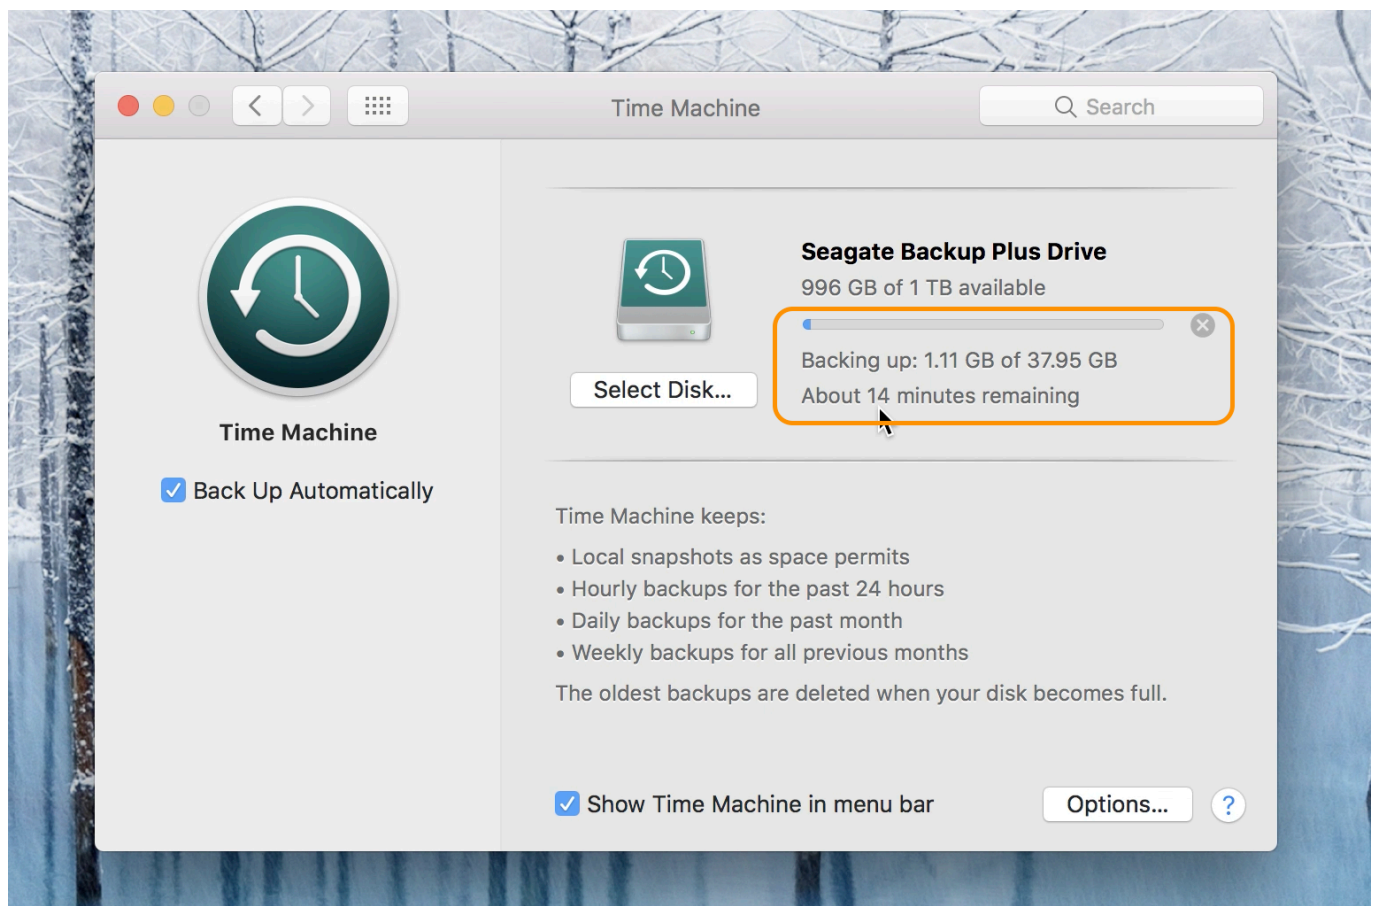 Time Machine
Search
Time Machine
Back Up Automatically
Seagate Backup Plus Drive
996 GB of 1 TB available
Backing up: 1.11 GB of 37.95 GB
About 14 minutes remaining
Select Disk...
Time Machine keeps:
• Local snapshots as space permits
• Hourly backups for the past 24 hours
• Daily backups for the past month
• Weekly backups for all previous months
The oldest backups are deleted when your disk becomes full.
Show Time Machine in menu bar
Options...
?